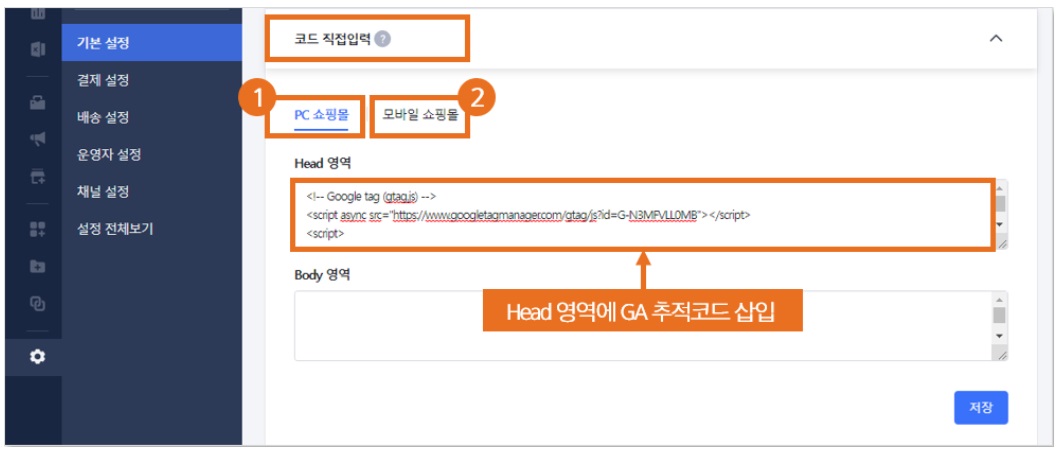 기본 설정
결제 설정
배송 설정
운영자 설정
채널 설정
설정 전체보기
코드 직접입력 ?
1
2
PC 쇼핑몰
모바일 쇼핑몰
Head 영역
<!-- Google tag (gtag.js) -->
<script async src="https://www.googletagmanager.com/gtag/js?id=G-N3MFVLL0MB"></script>
<script>
Body 영역
Head 영역에 GA 추적코드 삽입
저장